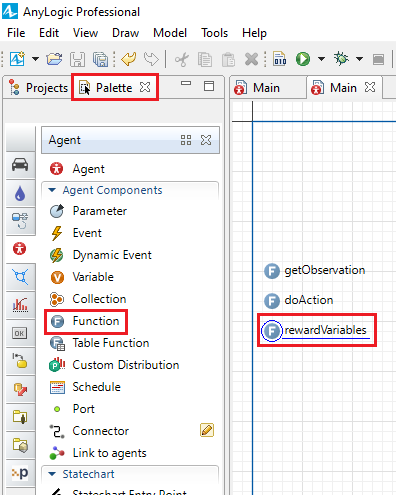 AnyLogic Professional
File Edit View Draw Model Tools Help
Projects Palette Main Main
Agent
Agent
Agent Components
Parameter
Event
Dynamic Event
Variable
Collection
Function
Table Function
Custom Distribution
Schedule
Port
Connector
Link to agents
Statechart
Statechart Entry Point
F getObservation
F doAction
F rewardVariables
OK